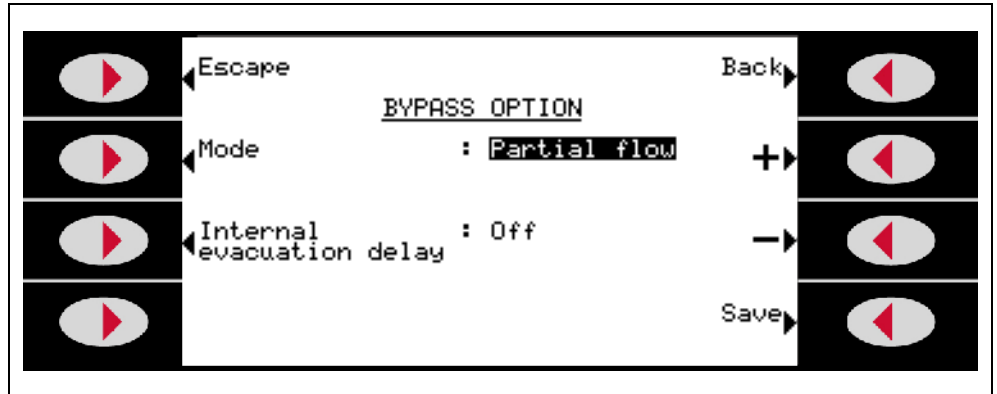 Escape Back
BYPASS OPTION
Mode : Partial flow +
Internal : Off −
evacuation delay
Save